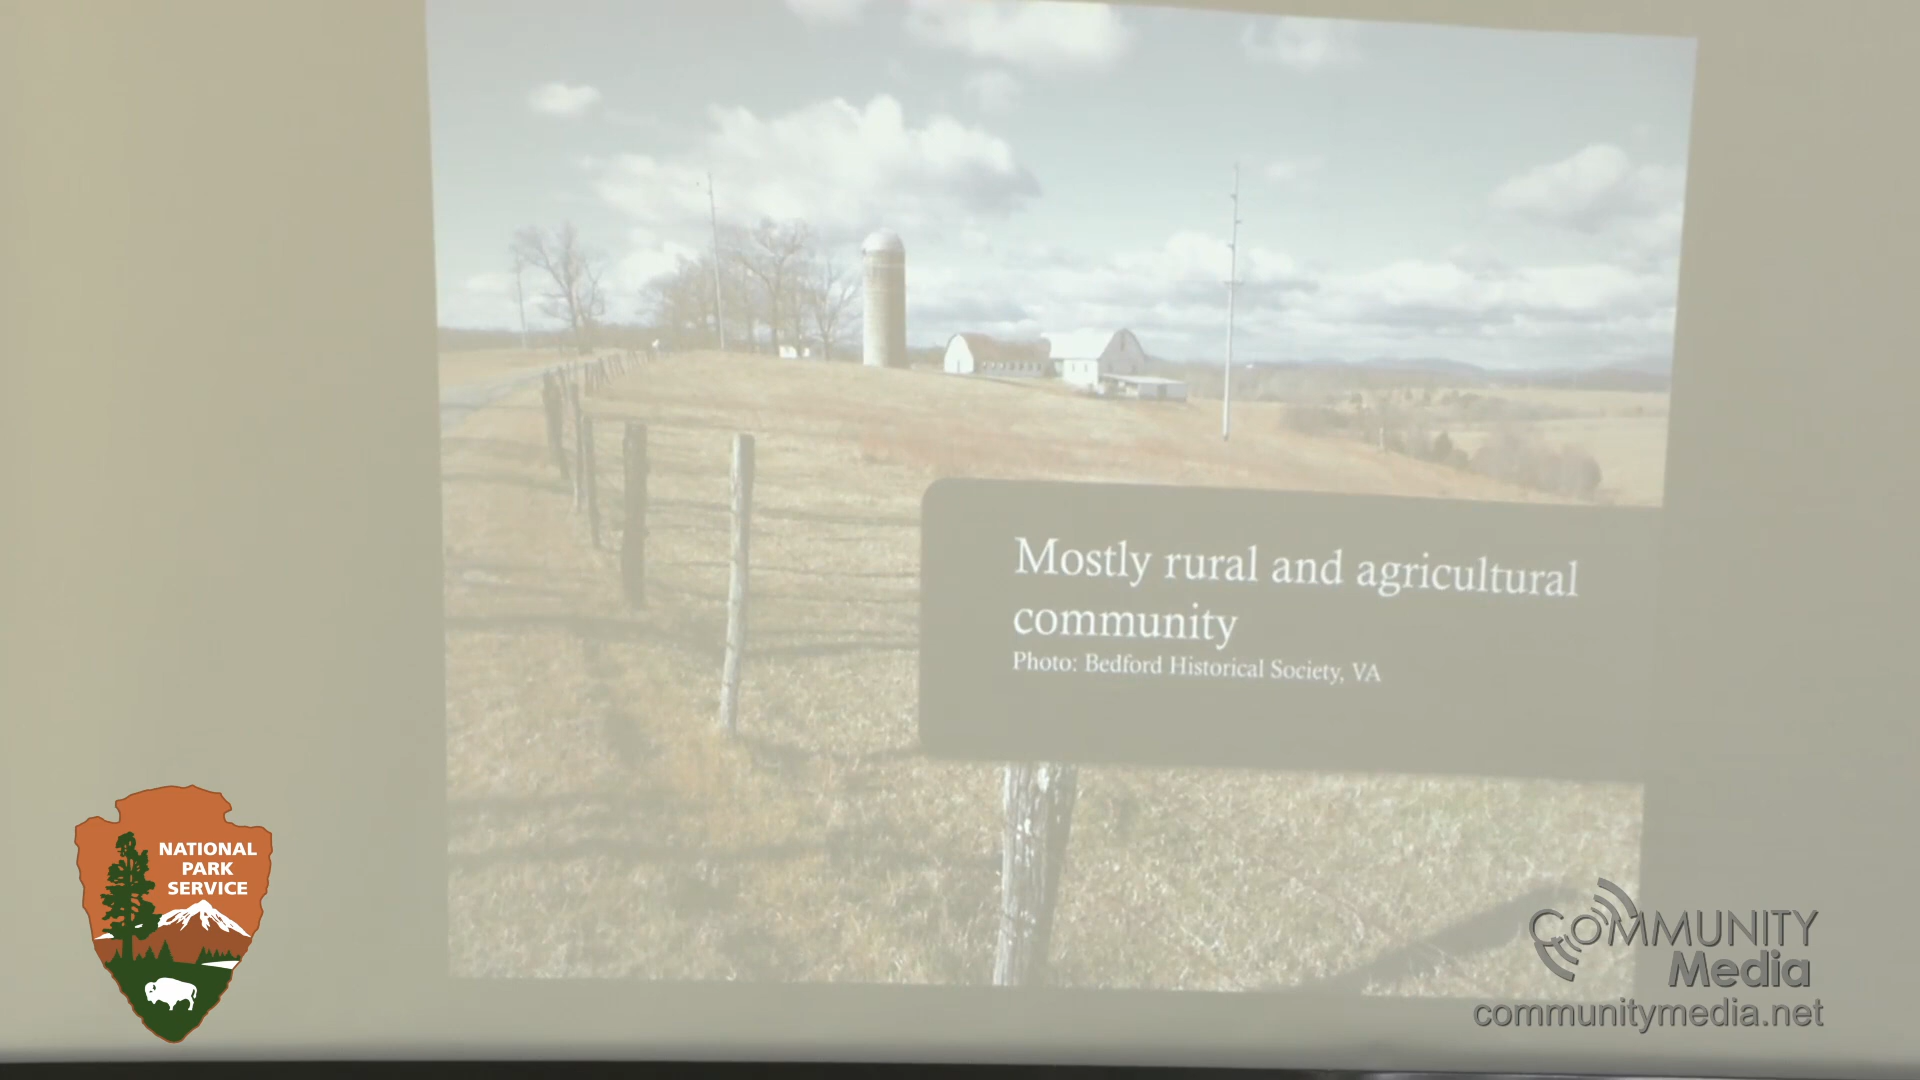 Mostly rural and agricultural
community
Photo: Bedford Historical Society, VA
NATIONAL
PARK
SERVICE
COMMUNITY
Media
communitymedia.net